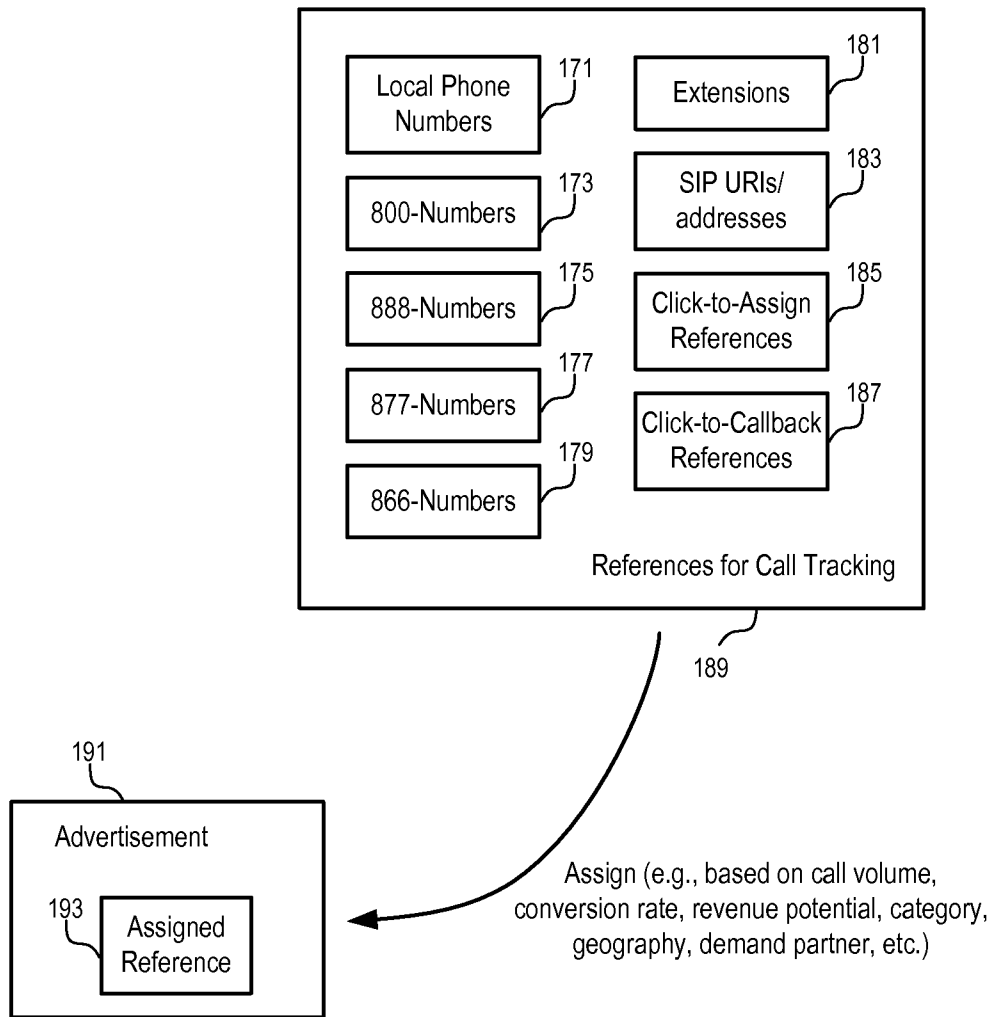 Local Phone
Numbers
171
800-Numbers
173
888-Numbers
175
877-Numbers
177
866-Numbers
179
Extensions
181
SIP URIs/
addresses
183
Click-to-Assign
References
185
Click-to-Callback
References
187
References for Call Tracking
189
191
Advertisement
193
Assigned
Reference
Assign (e.g., based on call volume,
conversion rate, revenue potential, category,
geography, demand partner, etc.)